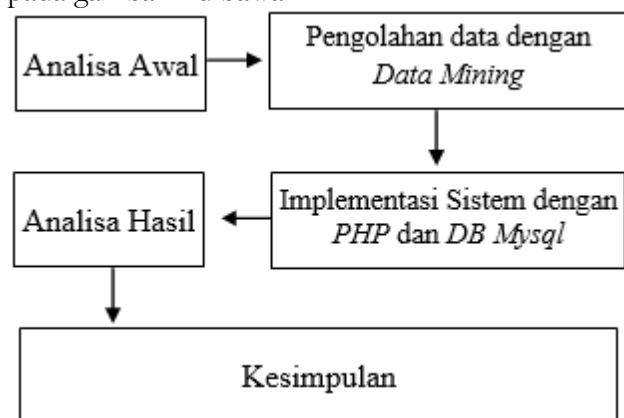 Analisa Awal
Pengolahan data dengan
Data Mining
Implementasi Sistem dengan
PHP dan DB Mysql
Analisa Hasil
Kesimpulan